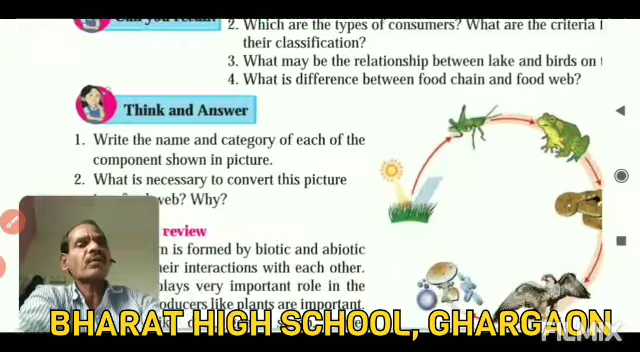 Can you recall
2. Which are the types of consumers? What are the criteria
their classification?
3. What may be the relationship between lake and birds on
4. What is difference between food chain and food web?
Think and Answer
1. Write the name and category of each of the
component shown in picture.
2. What is necessary to convert this picture
web? Why?
review
is formed by biotic and abiotic
their interactions with each other.
plays very important role in the
producers like plants are important.
BHARAT HIGH SCHOOL, GHARGAON
FILMIX